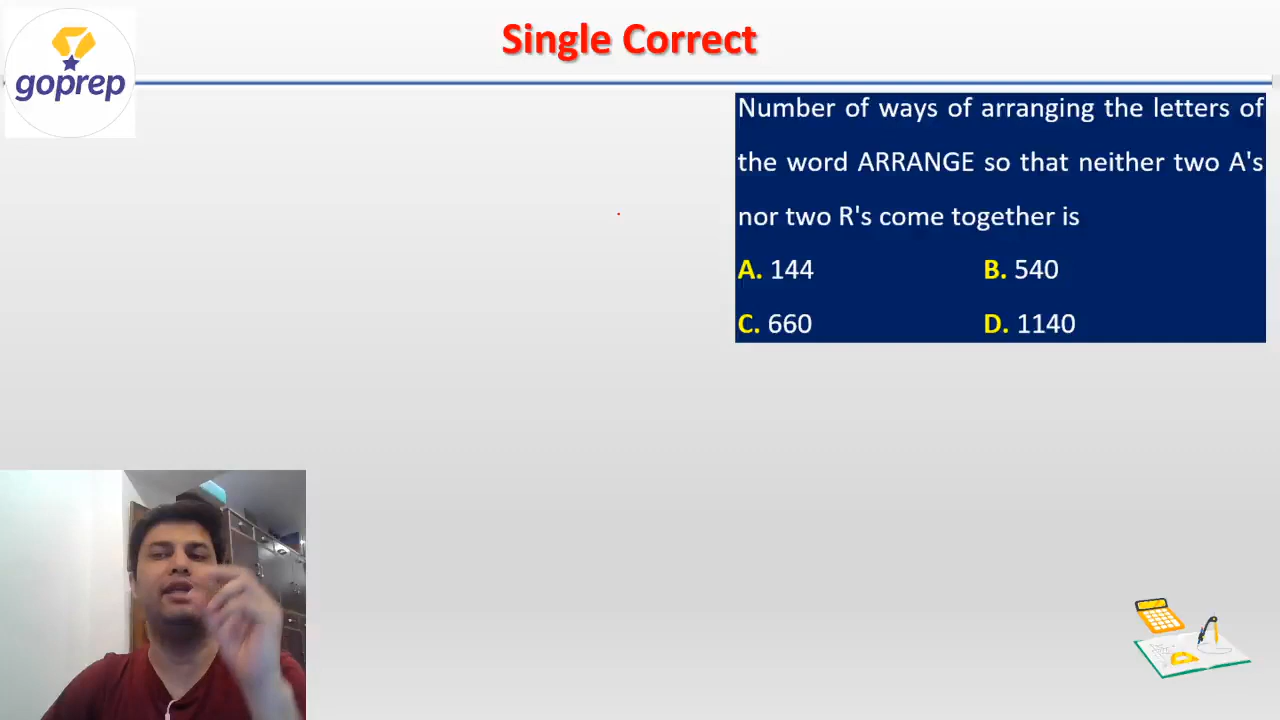 Single Correct
goprep
Number of ways of arranging the letters of
the word ARRANGE so that neither two A's
nor two R's come together is
A. 144 B. 540
C. 660 D. 1140